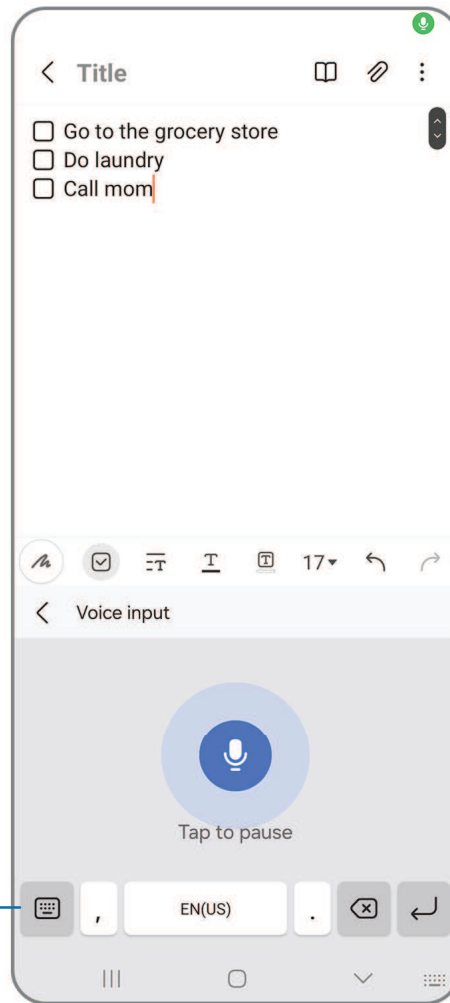 Title
Go to the grocery store
Do laundry
Call mom
17
Voice input
Tap to pause
, EN(US) .